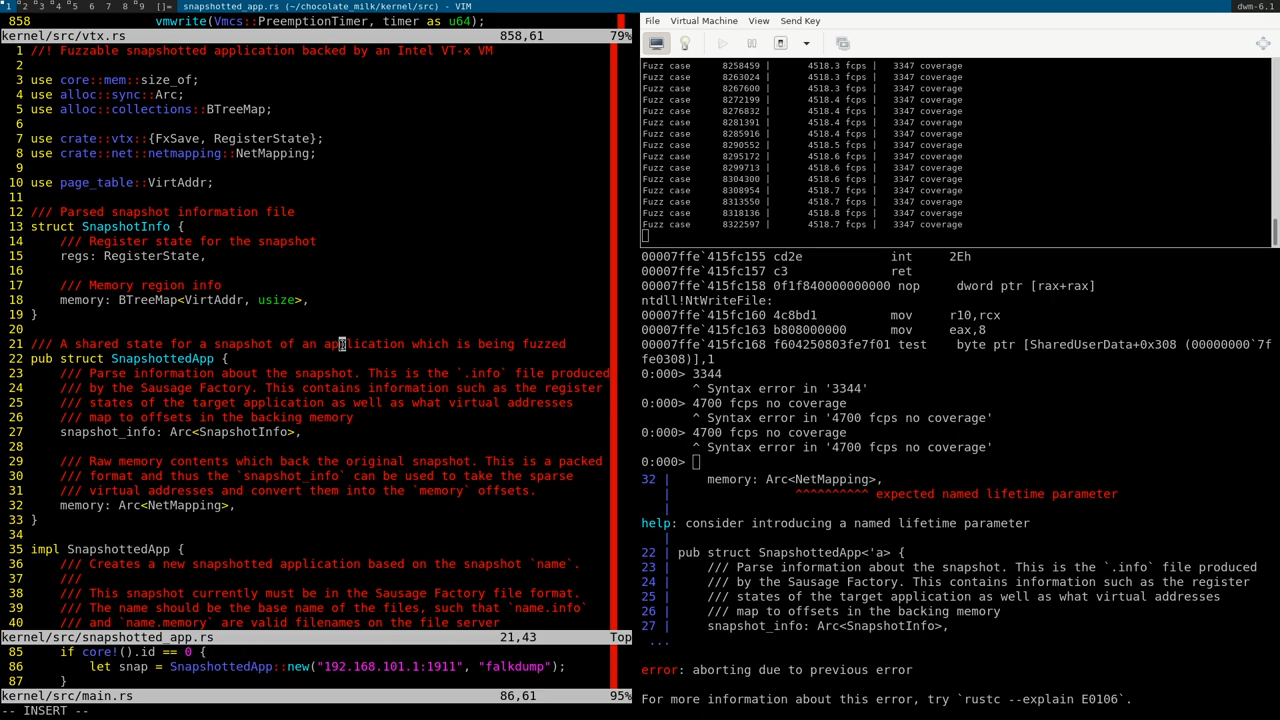 1 2 3 4 5 6 7 8 9 []= snapshotted_app.rs (~/chocolate_milk/kernel/src) - VIM dwm-6.1
858 vmwrite(Vmcs::PreemptionTimer, timer as u64);
kernel/src/vtx.rs 858,61 79%
1 //! Fuzzable snapshotted application backed by an Intel VT-x VM
2
3 use core::mem::size_of;
4 use alloc::sync::Arc;
5 use alloc::collections::BTreeMap;
6
7 use crate::vtx::{FxSave, RegisterState};
8 use crate::net::netmapping::NetMapping;
9
10 use page_table::VirtAddr;
11
12 /// Parsed snapshot information file
13 struct SnapshotInfo {
14 /// Register state for the snapshot
15 regs: RegisterState,
16
17 /// Memory region info
18 memory: BTreeMap<VirtAddr, usize>,
19 }
20
21 /// A shared state for a snapshot of an application which is being fuzzed
22 pub struct SnapshottedApp {
23 /// Parse information about the snapshot. This is the `.info` file produced
24 /// by the Sausage Factory. This contains information such as the register
25 /// states of the target application as well as what virtual addresses
26 /// map to offsets in the backing memory
27 snapshot_info: Arc<SnapshotInfo>,
28
29 /// Raw memory contents which back the original snapshot. This is a packed
30 /// format and thus the `snapshot_info` can be used to take the sparse
31 /// virtual addresses and convert them into the `memory` offsets.
32 memory: Arc<NetMapping>,
33 }
34
35 impl SnapshottedApp {
36 /// Creates a new snapshotted application based on the snapshot `name`.
37 ///
38 /// This snapshot currently must be in the Sausage Factory file format.
39 /// The name should be the base name of the files, such that `name.info`
40 /// and `name.memory` are valid filenames on the file server
kernel/src/snapshotted_app.rs 21,43 Top
85 if core!().id == 0 {
86 let snap = SnapshottedApp::new("192.168.101.1:1911", "falkdump");
87 }
kernel/src/main.rs 86,61 95%
-- INSERT --
File Virtual Machine View Send Key
Fuzz case 8258459 | 4518.3 fcps | 3347 coverage
Fuzz case 8263024 | 4518.3 fcps | 3347 coverage
Fuzz case 8267600 | 4518.3 fcps | 3347 coverage
Fuzz case 8272199 | 4518.4 fcps | 3347 coverage
Fuzz case 8276832 | 4518.4 fcps | 3347 coverage
Fuzz case 8281391 | 4518.4 fcps | 3347 coverage
Fuzz case 8285916 | 4518.4 fcps | 3347 coverage
Fuzz case 8290552 | 4518.5 fcps | 3347 coverage
Fuzz case 8295172 | 4518.6 fcps | 3347 coverage
Fuzz case 8299713 | 4518.6 fcps | 3347 coverage
Fuzz case 8304300 | 4518.6 fcps | 3347 coverage
Fuzz case 8308954 | 4518.7 fcps | 3347 coverage
Fuzz case 8313550 | 4518.7 fcps | 3347 coverage
Fuzz case 8318136 | 4518.8 fcps | 3347 coverage
Fuzz case 8322597 | 4518.7 fcps | 3347 coverage
00007ffe`415fc155 cd2e int 2Eh
00007ffe`415fc157 c3 ret
00007ffe`415fc158 0f1f840000000000 nop dword ptr [rax+rax]
ntdll!NtWriteFile:
00007ffe`415fc160 4c8bd1 mov r10,rcx
00007ffe`415fc163 b808000000 mov eax,8
00007ffe`415fc168 f604250803fe7f01 test byte ptr [SharedUserData+0x308 (00000000`7f
fe0308)],1
0:000> 3344
^ Syntax error in '3344'
0:000> 4700 fcps no coverage
^ Syntax error in '4700 fcps no coverage'
0:000> 4700 fcps no coverage
^ Syntax error in '4700 fcps no coverage'
0:000>
32 | memory: Arc<NetMapping>,
| ^^^^^^^^^^ expected named lifetime parameter
|
help: consider introducing a named lifetime parameter
|
22 | pub struct SnapshottedApp<'a> {
23 | /// Parse information about the snapshot. This is the `.info` file produced
24 | /// by the Sausage Factory. This contains information such as the register
25 | /// states of the target application as well as what virtual addresses
26 | /// map to offsets in the backing memory
27 | snapshot_info: Arc<SnapshotInfo>,
...
error: aborting due to previous error
For more information about this error, try `rustc --explain E0106`.